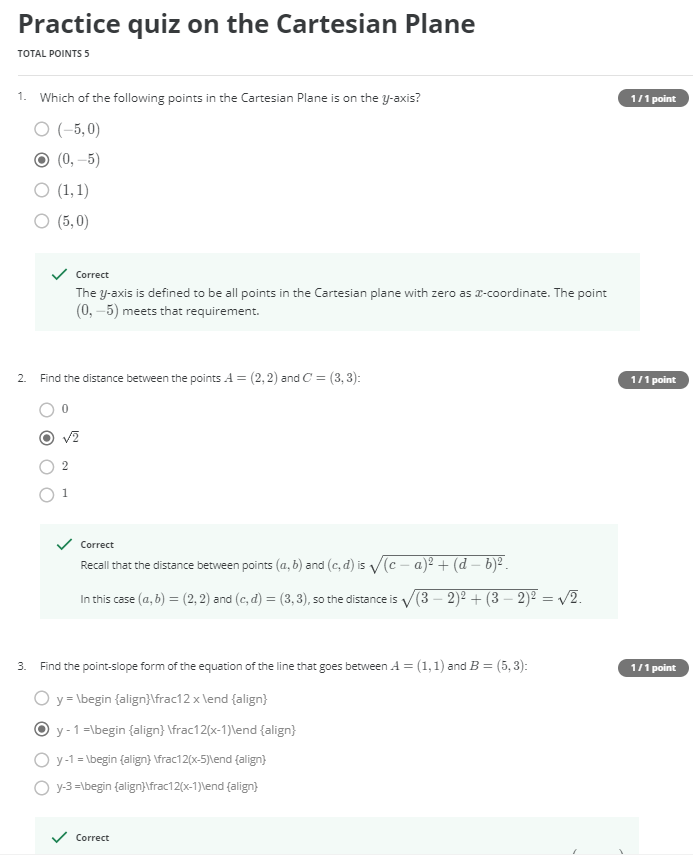 Practice quiz on the Cartesian Plane
TOTAL POINTS 5
1. Which of the following points in the Cartesian Plane is on the y-axis?
1 / 1 point
(−5, 0)
(0, −5)
(1, 1)
(5, 0)
Correct
The y-axis is defined to be all points in the Cartesian plane with zero as x-coordinate. The point
(0, −5) meets that requirement.
2. Find the distance between the points A = (2, 2) and C = (3, 3):
1 / 1 point
0
√2
2
1
Correct
Recall that the distance between points (a, b) and (c, d) is √((c − a)² + (d − b)²).
In this case (a, b) = (2, 2) and (c, d) = (3, 3), so the distance is √((3 − 2)² + (3 − 2)²) = √2.
3. Find the point-slope form of the equation of the line that goes between A = (1, 1) and B = (5, 3):
1 / 1 point
y = \begin {align}\frac12 x \end {align}
y - 1 =\begin {align} \frac12(x-1)\end {align}
y -1 = \begin {align} \frac12(x-5)\end {align}
y-3 =\begin {align}\frac12(x-1)\end {align}
Correct